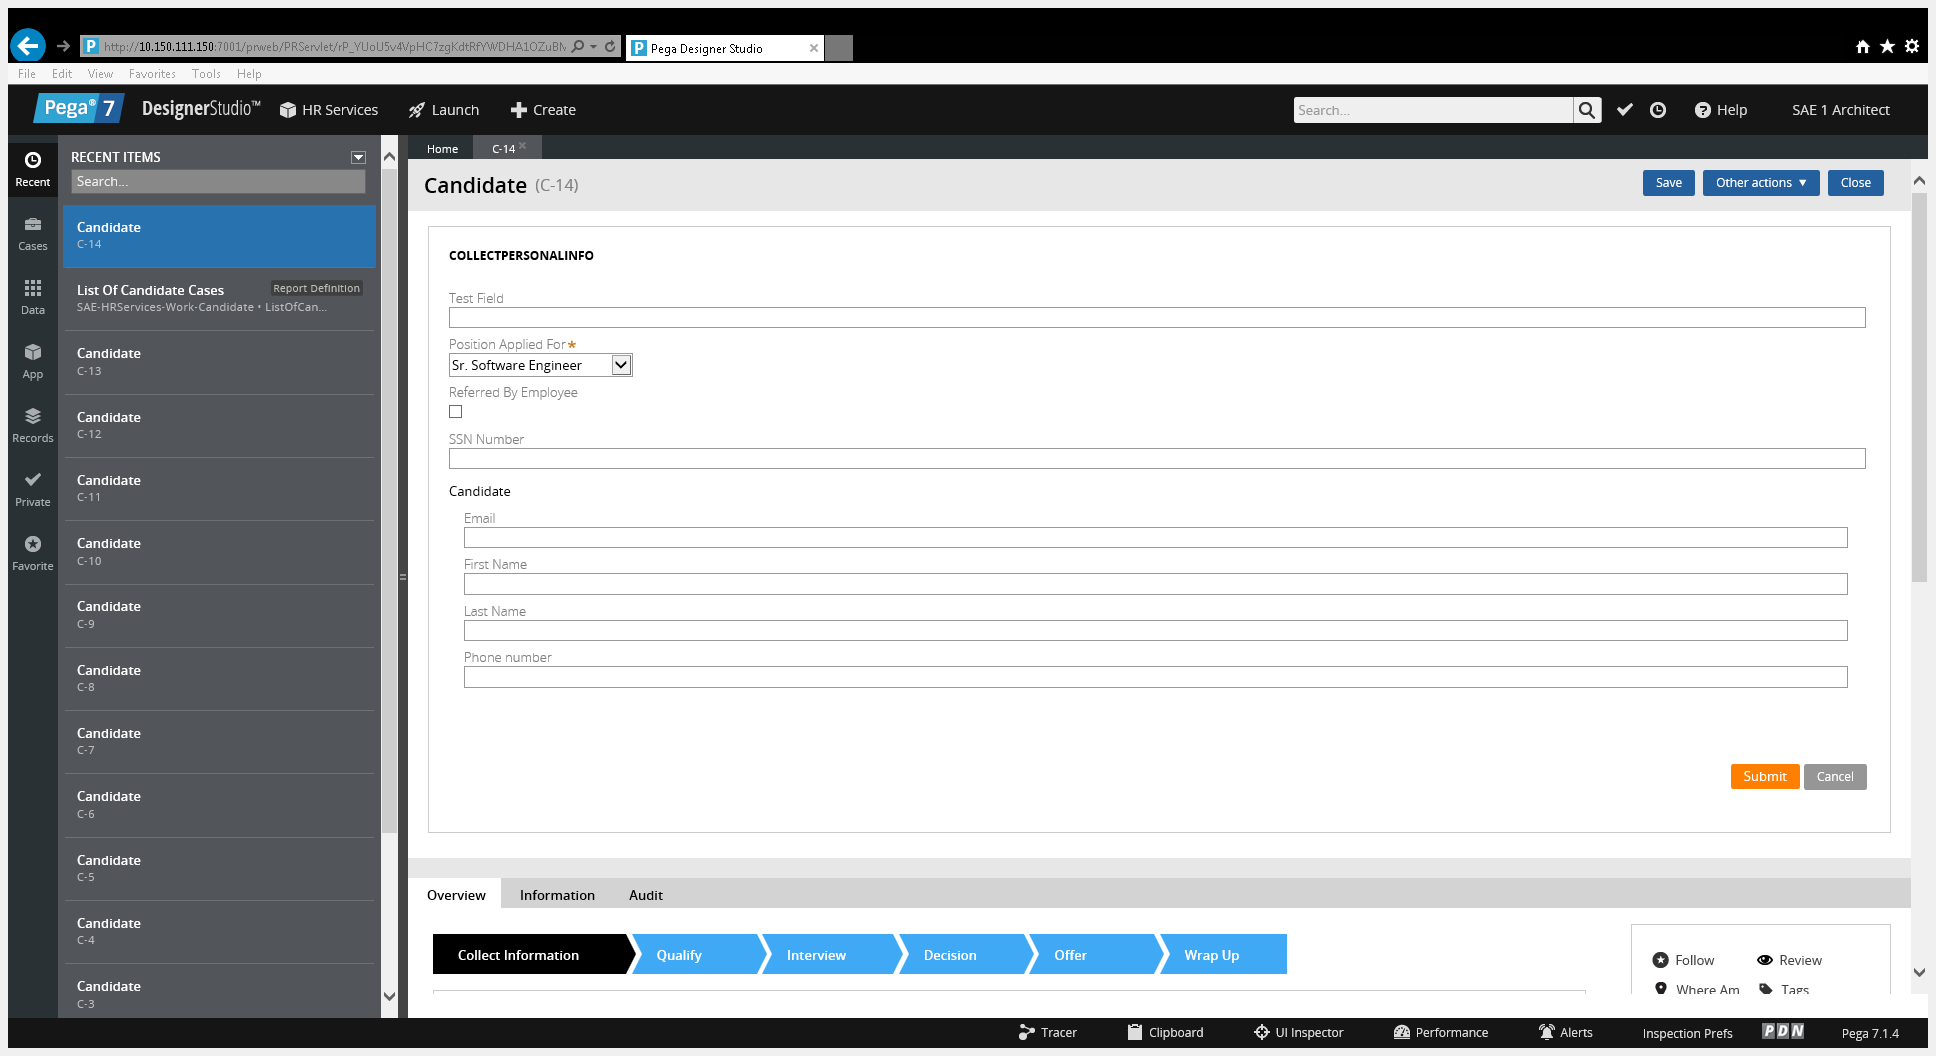 http://10.150.111.150:7001/prweb/PRServlet/rP_YUoU5v4VpHC7zgKdtRfYWDHA1OZuBN
Pega Designer Studio
File Edit View Favorites Tools Help
Pega® 7 DesignerStudio™ HR Services Launch Create Search... Help SAE 1 Architect
Recent
Cases
Data
App
Records
Private
Favorite
RECENT ITEMS
Search...
Candidate
C-14
List Of Candidate Cases Report Definition
SAE-HRServices-Work-Candidate • ListOfCan...
Candidate
C-13
Candidate
C-12
Candidate
C-11
Candidate
C-10
Candidate
C-9
Candidate
C-8
Candidate
C-7
Candidate
C-6
Candidate
C-5
Candidate
C-4
Candidate
C-3
Home C-14
Candidate (C-14) Save Other actions Close
COLLECTPERSONALINFO
Test Field
Position Applied For*
Sr. Software Engineer
Referred By Employee
SSN Number
Candidate
Email
First Name
Last Name
Phone number
Submit Cancel
Overview Information Audit
Collect Information Qualify Interview Decision Offer Wrap Up
Follow Review
Where Am Tags
Tracer Clipboard UI Inspector Performance Alerts Inspection Prefs PDN Pega 7.1.4